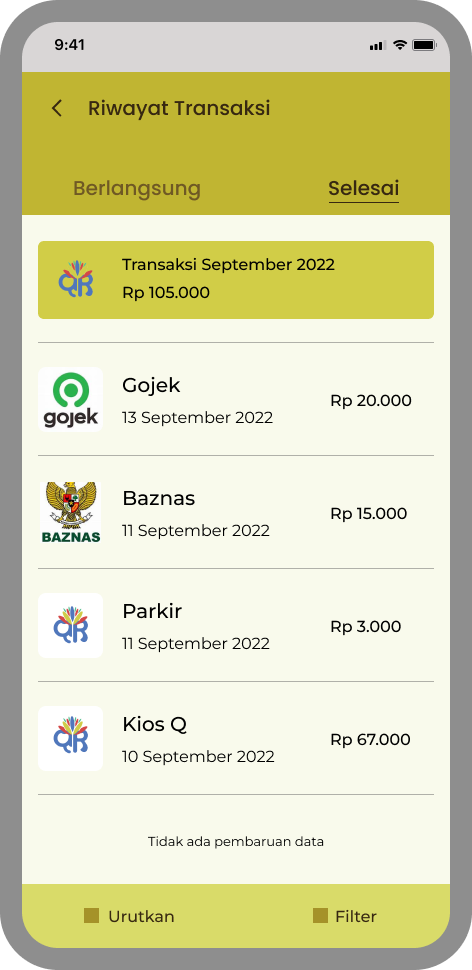 9:41
Riwayat Transaksi
Berlangsung
Selesai
QR
Transaksi September 2022
Rp 105.000
gojek
Gojek
13 September 2022
Rp 20.000
BAZNAS
Baznas
11 September 2022
Rp 15.000
QR
Parkir
11 September 2022
Rp 3.000
QR
Kios Q
10 September 2022
Rp 67.000
Tidak ada pembaruan data
Urutkan
Filter